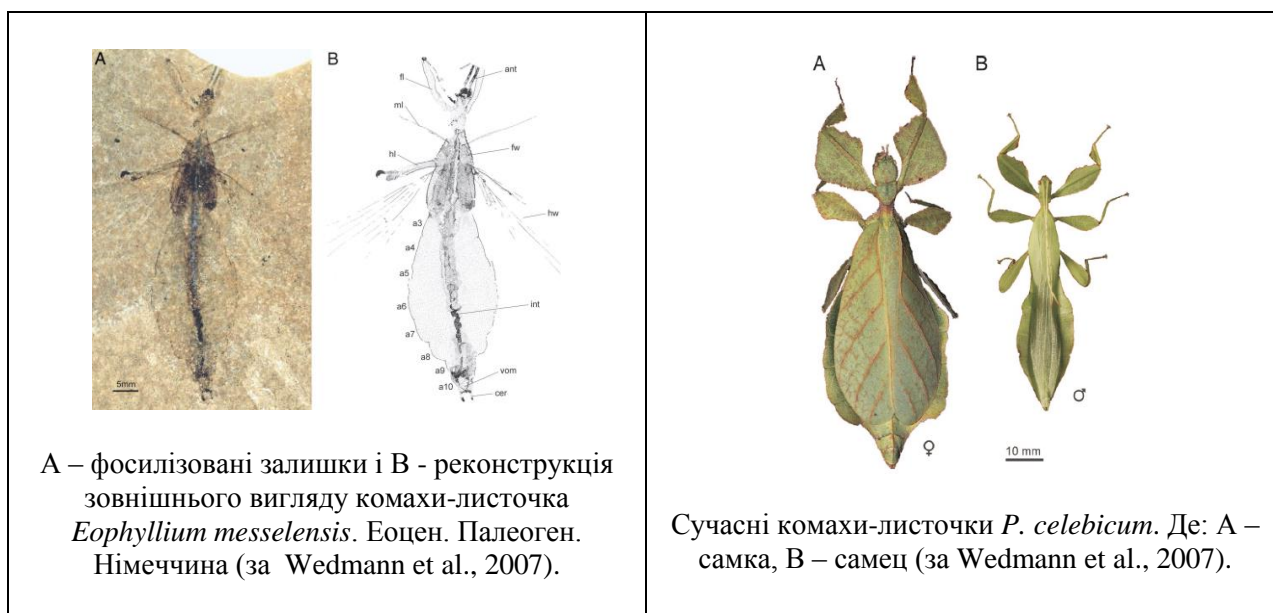 A
5mm
B
fl
ant
ml
fw
hl
hw
a3
a4
a5
a6
int
a7
a8
a9
vom
a10
cer
А – фосилізовані залишки і В - реконструкція
зовнішнього вигляду комахи-листочка
Eophyllium messelensis. Еоцен. Палеоген.
Німеччина (за Wedmann et al., 2007).
A
B
♀
♂
10 mm
Сучасні комахи-листочки P. celebicum. Де: А –
самка, В – самец (за Wedmann et al., 2007).